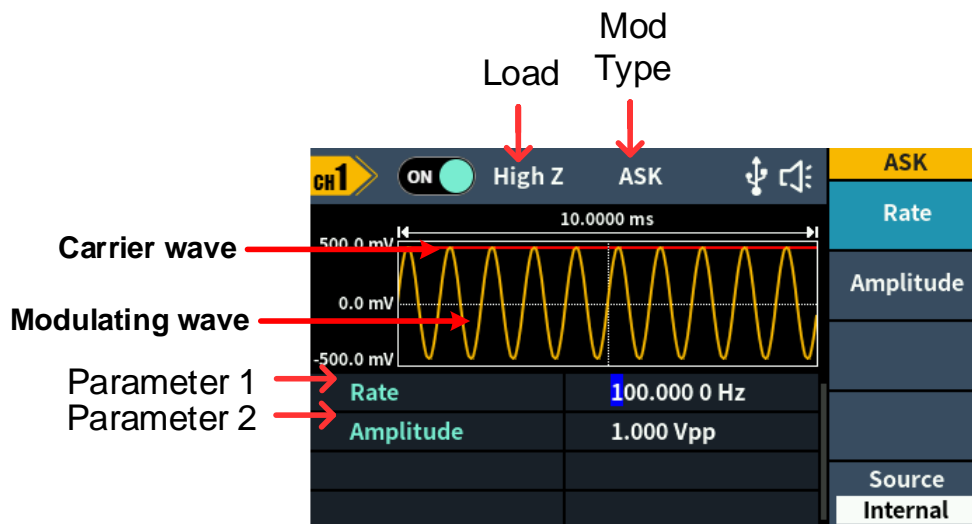 Mod
Type
Load
CH1
ON
High Z
ASK
ASK
Rate
Amplitude
Source
Internal
10.0000 ms
500.0 mV
0.0 mV
-500.0 mV
Carrier wave
Modulating wave
Parameter 1
Parameter 2
Rate
100.000 0 Hz
Amplitude
1.000 Vpp